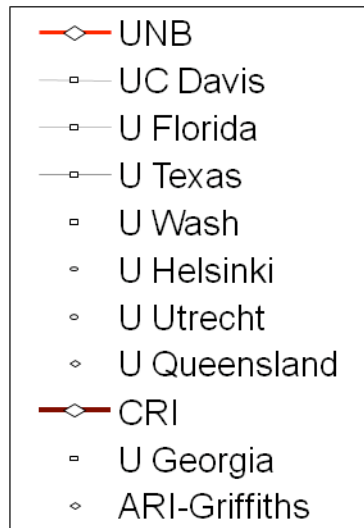 UNB
UC Davis
U Florida
U Texas
U Wash
U Helsinki
U Utrecht
U Queensland
CRI
U Georgia
ARI-Griffiths